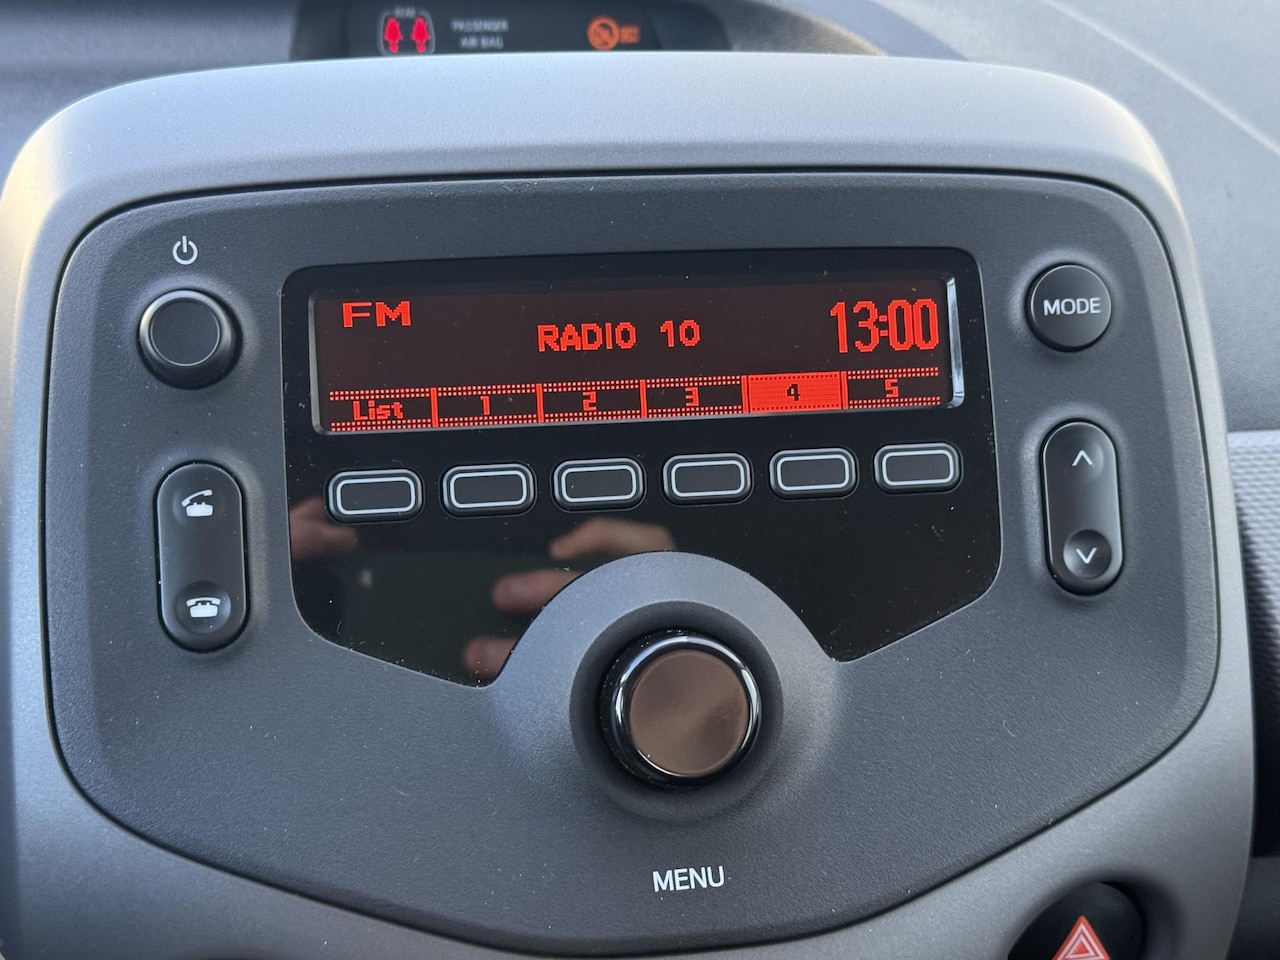 PASSENGER
AIR BAG
FM
RADIO 10
13:00
List 1 2 3 4 5
MODE
MENU